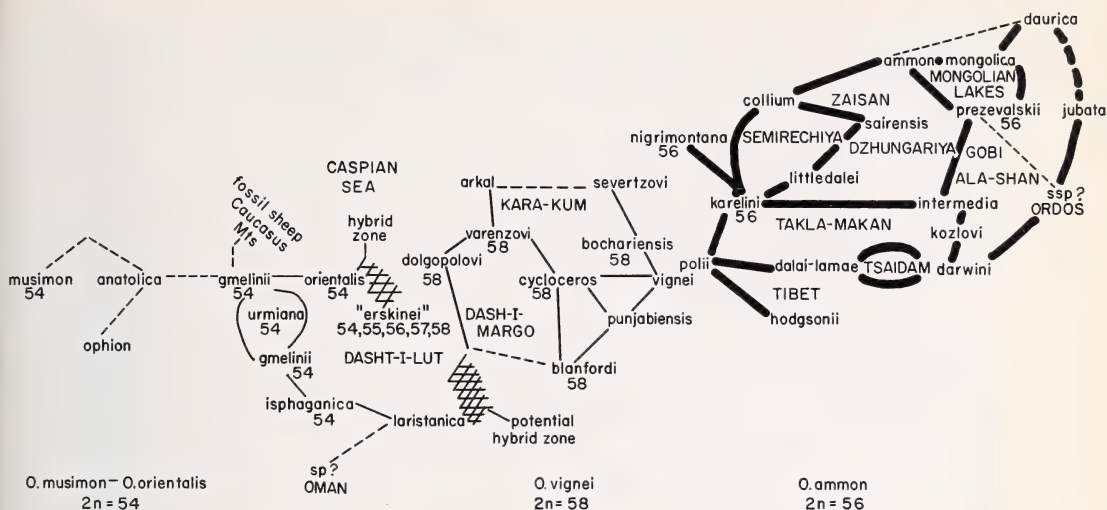 daurica
ammon mongolica
MONGOLIAN
LAKES
collium
ZAISAN
prezevalskii
56
jubata
sairensis
nigrimontana
56
SEMIRECHIYA
DZHUNGARIYA
GOBI
littledalei
ALA-SHAN
ssp?
ORDOS
karelini
56
intermedia
TAKLA-MAKAN
kozlovi
polii
dalai-lamae
TSAIDAM
darwini
TIBET
hodgsonii
fossil sheep
Caucasus
Mts
CASPIAN
SEA
hybrid
zone
arkal
severtzovi
KARA-KUM
varenzovi
58
bochariensis
58
dolgopolovi
58
cycloceros
58
vignei
musimon
54
anatolica
gmelinii
54
orientalis
54
ophion
urmiana
54
"erskinei"
54,55,56,57,58
DASH-I-
MARGO
punjabiensis
gmelinii
54
DASHT-I-LUT
blanfordi
58
isphaganica
54
laristanica
potential
hybrid zone
sp?
OMAN
O. musimon – O. orientalis
2n = 54
O. vignei
2n = 58
O. ammon
2n = 56